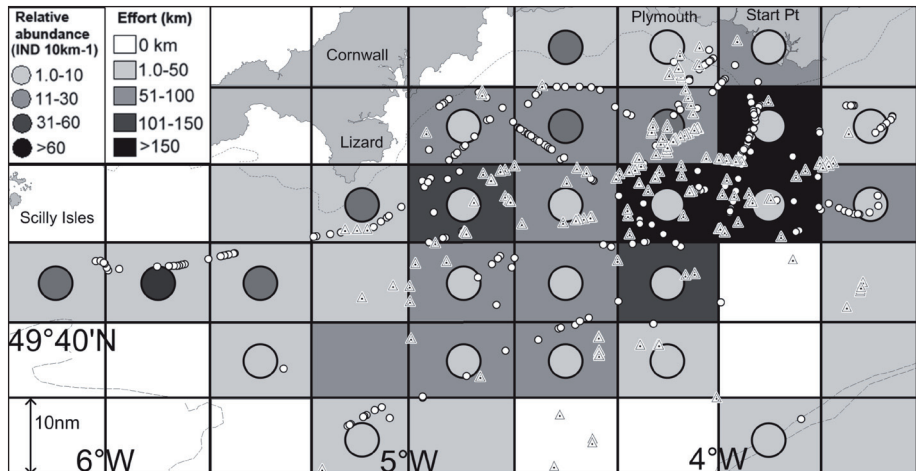 Relative
abundance
(IND 10km-1)
1.0-10
11-30
31-60
>60
Effort (km)
0 km
1.0-50
51-100
101-150
>150
Cornwall
Plymouth
Start Pt
Lizard
Scilly Isles
49°40'N
10nm
6°W
5°W
4°W